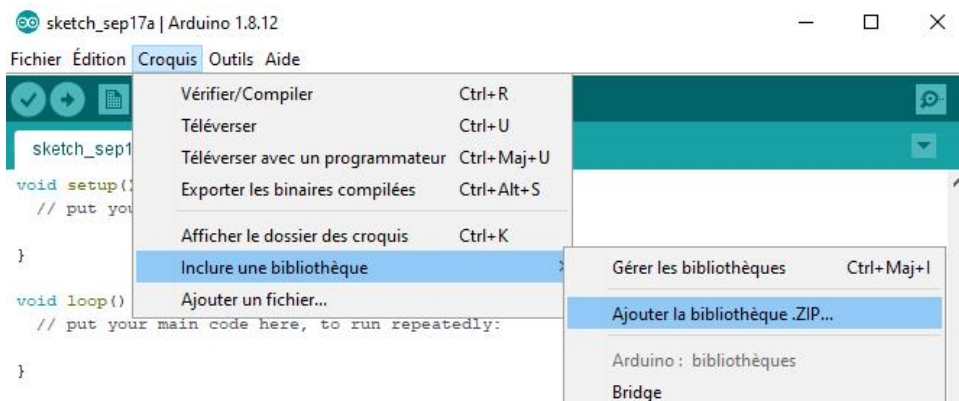 sketch_sep17a | Arduino 1.8.12
Fichier Édition Croquis Outils Aide
Vérifier/Compiler Ctrl+R
Téléverser Ctrl+U
Téléverser avec un programmateur Ctrl+Maj+U
Exporter les binaires compilées Ctrl+Alt+S
Afficher le dossier des croquis Ctrl+K
Inclure une bibliothèque
Ajouter un fichier...
Gérer les bibliothèques Ctrl+Maj+I
Ajouter la bibliothèque .ZIP...
Arduino : bibliothèques
Bridge
sketch_sep1
void setup()
// put you
}
void loop()
// put your main code here, to run repeatedly:
}